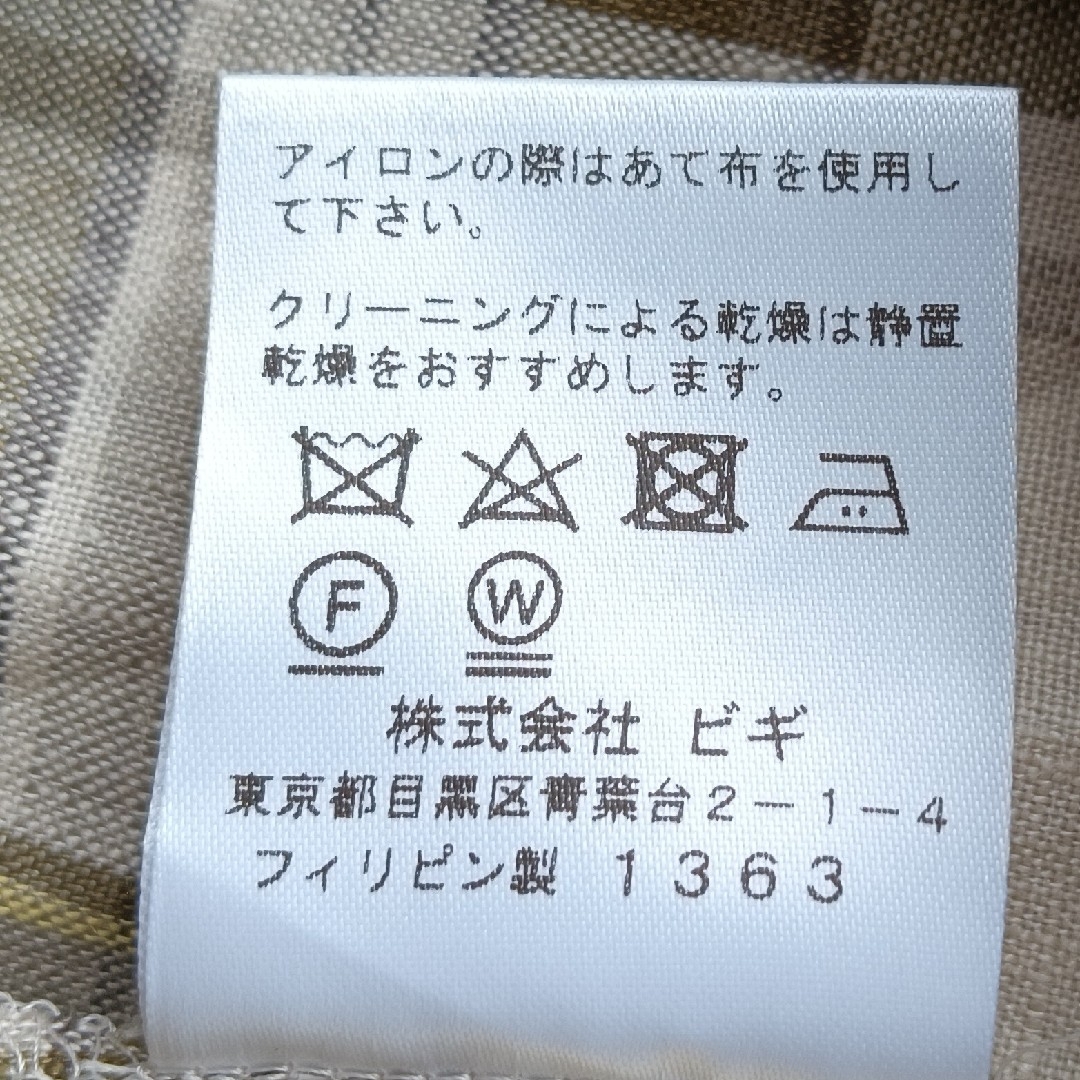 アイロンの際はあて布を使用し
て下さい。
クリーニングによる乾燥は静置
乾燥をおすすめします。
F W
株式会社 ビギ
東京都目黒区青葉台2-1-4
フィリピン製 1363